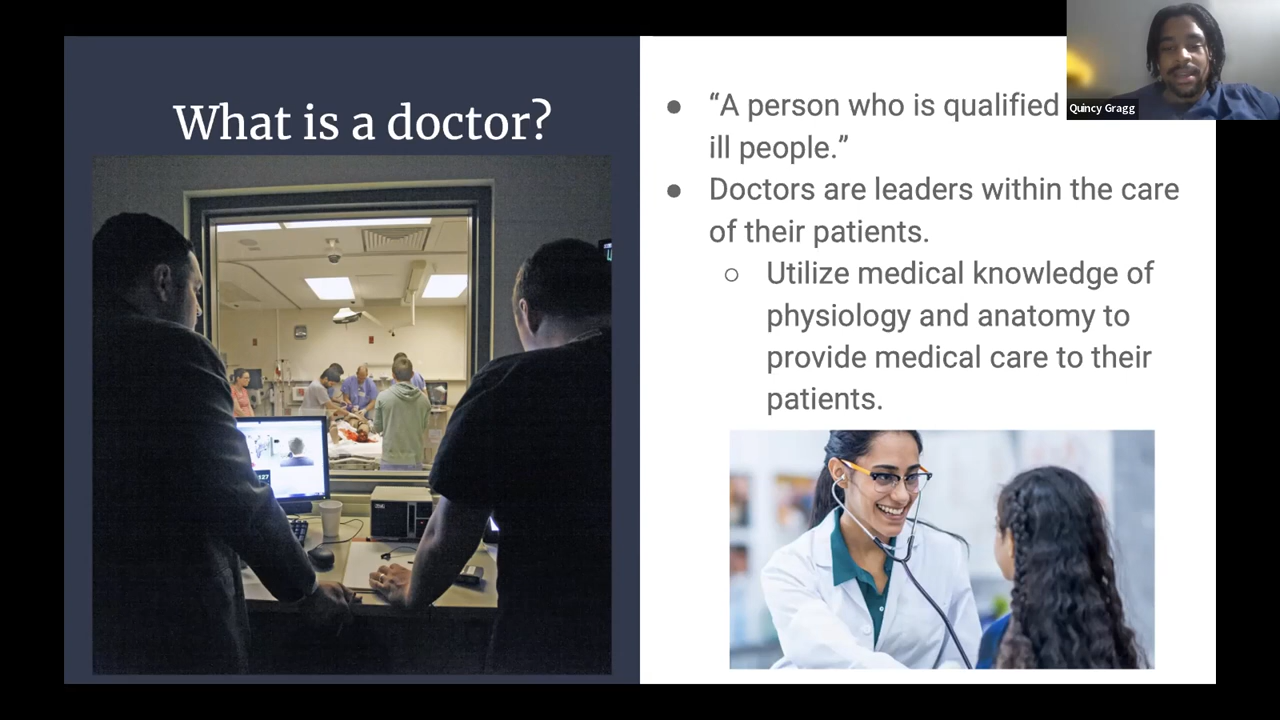 What is a doctor?
Quincy Gragg
“A person who is qualified
ill people.”
Doctors are leaders within the care
of their patients.
Utilize medical knowledge of
physiology and anatomy to
provide medical care to their
patients.